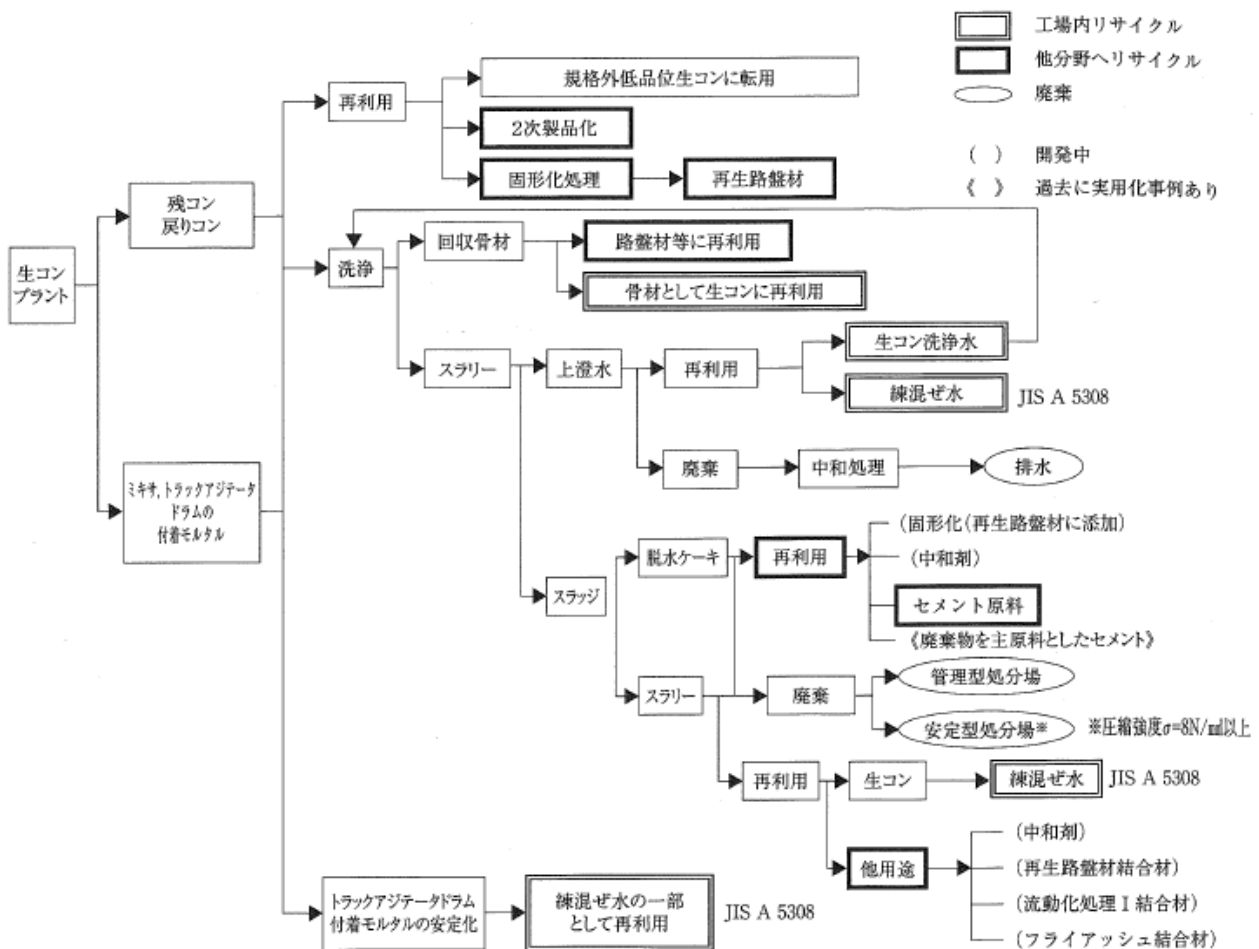 工場内リサイクル
他分野へリサイクル
廃棄
( ) 開発中
《 》 過去に実用化事例あり
再利用
規格外低品位生コンに転用
2次製品化
固形化処理
再生路盤材
残コン
戻りコン
生コン
プラント
洗浄
回収骨材
路盤材等に再利用
骨材として生コンに再利用
スラリー
上澄水
再利用
生コン洗浄水
練混ぜ水
JIS A 5308
廃棄
中和処理
排水
ミキサ,トラックアジテータ
ドラムの
付着モルタル
スラッジ
脱水ケーキ
再利用
(固形化(再生路盤材に添加)
(中和剤)
セメント原料
《廃棄物を主原料としたセメント》
スラリー
廃棄
管理型処分場
安定型処分場※
※圧縮強度σ=8N/㎟以上
再利用
生コン
練混ぜ水
JIS A 5308
他用途
(中和剤)
(再生路盤材結合材)
(流動化処理I結合材)
(フライアッシュ結合材)
トラックアジテータドラム
付着モルタルの安定化
練混ぜ水の一部
として再利用
JIS A 5308